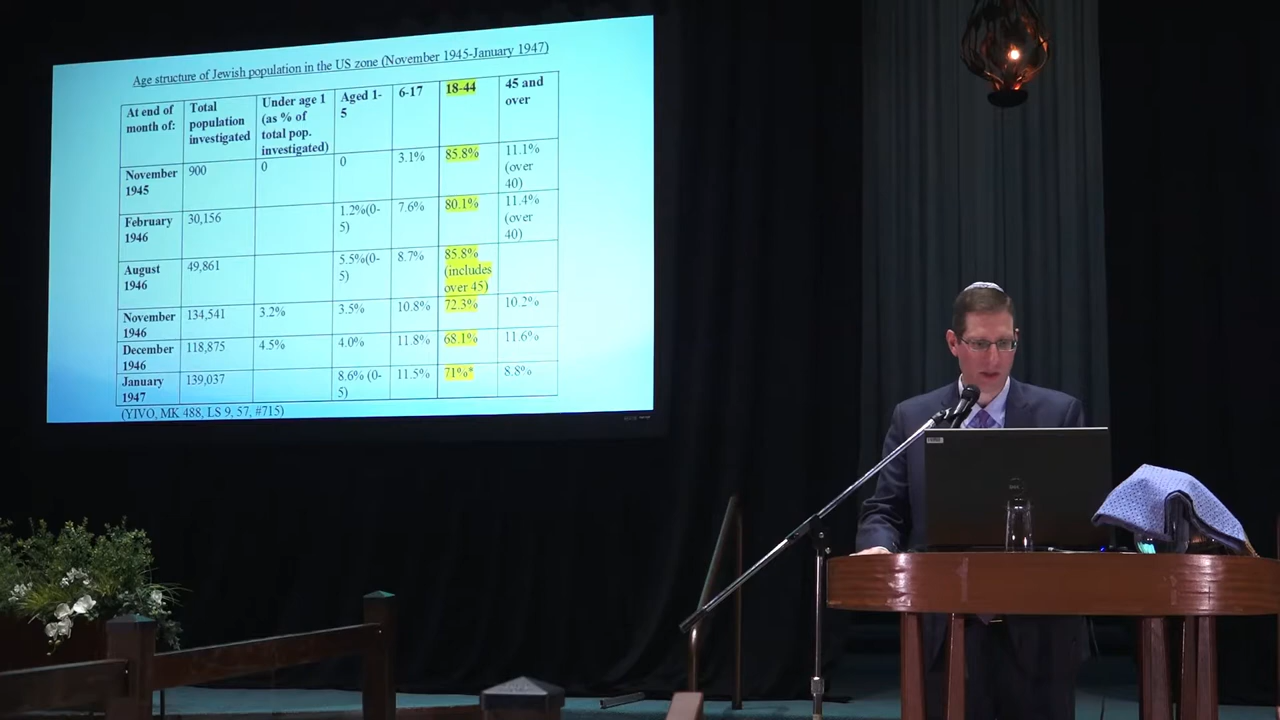 Age structure of Jewish population in the US zone (November 1945-January 1947)
At end of month of: Total population investigated Under age 1 (as % of total pop. investigated) Aged 1-5 6-17 18-44 45 and over
November 1945 900 0 0 3.1% 85.8% 11.1% (over 40)
February 1946 30,156 1.2%(0-5) 7.6% 80.1% 11.4% (over 40)
August 1946 49,861 5.5%(0-5) 8.7% 85.8% (includes over 45)
November 1946 134,541 3.2% 3.5% 10.8% 72.3% 10.2%
December 1946 118,875 4.5% 4.0% 11.8% 68.1% 11.6%
January 1947 139,037 8.6% (0-5) 11.5% 71%* 8.8%
(YIVO, MK 488, LS 9, 57, #715)